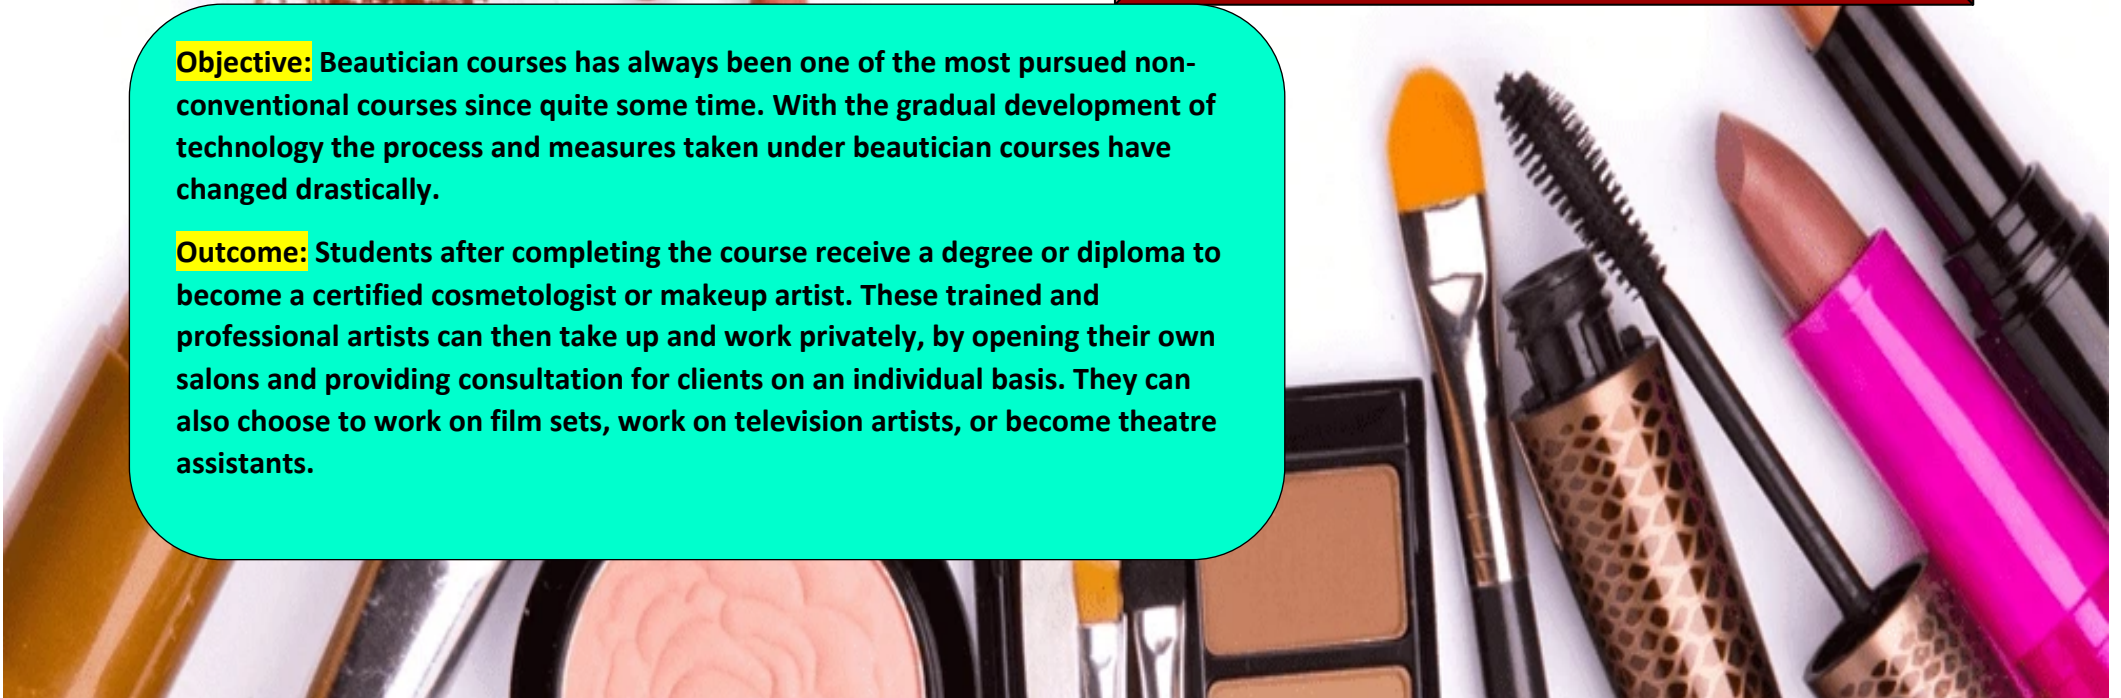 Objective: Beautician courses has always been one of the most pursued non-
conventional courses since quite some time. With the gradual development of
technology the process and measures taken under beautician courses have
changed drastically.
Outcome: Students after completing the course receive a degree or diploma to
become a certified cosmetologist or makeup artist. These trained and
professional artists can then take up and work privately, by opening their own
salons and providing consultation for clients on an individual basis. They can
also choose to work on film sets, work on television artists, or become theatre
assistants.